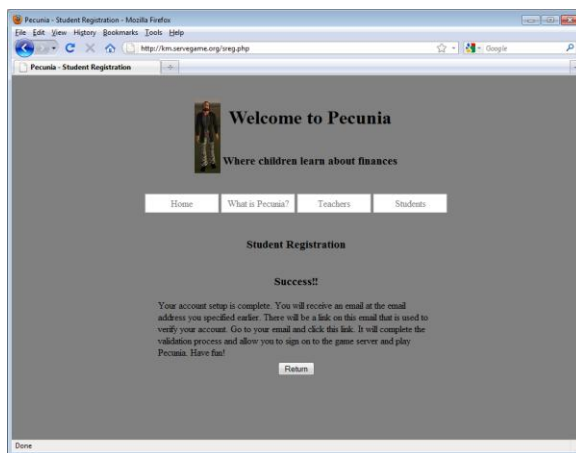 Pecunia - Student Registration - Mozilla Firefox
File Edit View History Bookmarks Tools Help
http://km.servegame.org/sreg.php
Google
Pecunia - Student Registration
Welcome to Pecunia
Where children learn about finances
Home What is Pecunia? Teachers Students
Student Registration
Success!!
Your account setup is complete. You will receive an email at the email
address you specified earlier. There will be a link on this email that is used to
verify your account. Go to your email and click this link. It will complete the
validation process and allow you to sign on to the game server and play
Pecunia. Have fun!
Return
Done